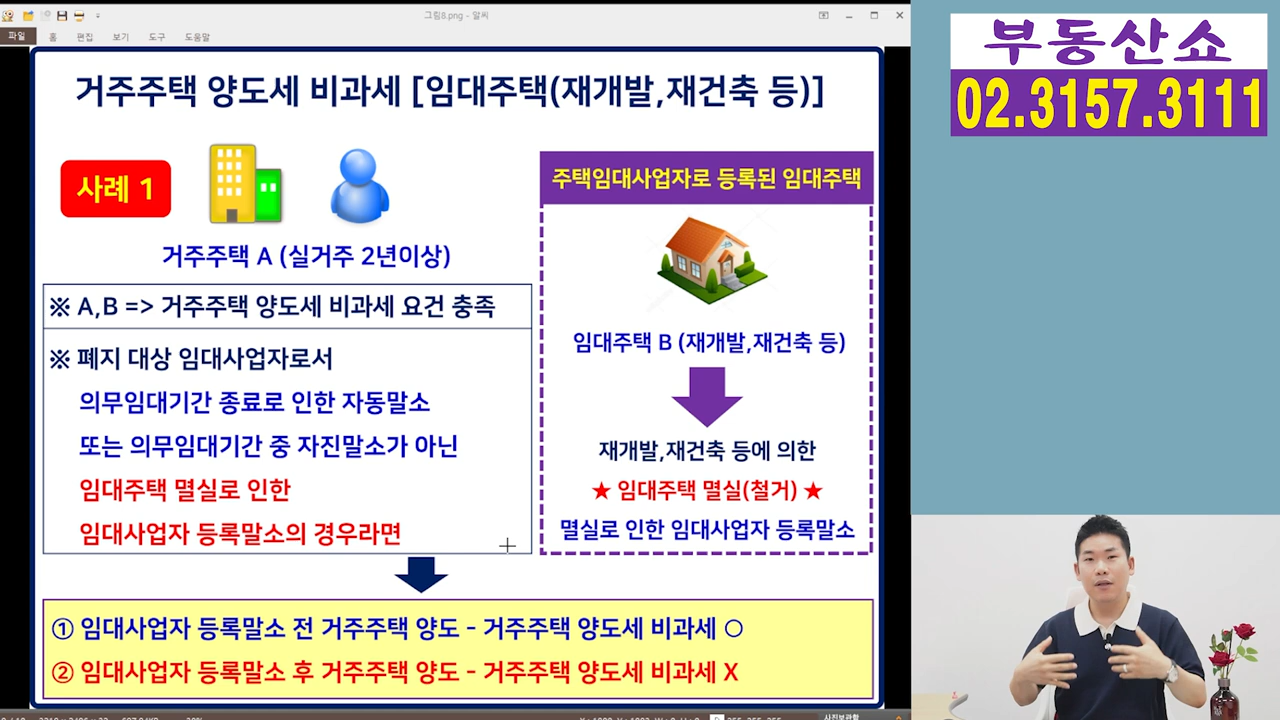 그림8.png - 알씨
파일 홈 편집 보기 도구 도움말
부동산쇼
02.3157.3111
거주주택 양도세 비과세 [임대주택(재개발,재건축 등)]
사례 1
거주주택 A (실거주 2년이상)
※ A,B => 거주주택 양도세 비과세 요건 충족
※ 폐지 대상 임대사업자로서
의무임대기간 종료로 인한 자동말소
또는 의무임대기간 중 자진말소가 아닌
임대주택 멸실로 인한
임대사업자 등록말소의 경우라면
주택임대사업자로 등록된 임대주택
임대주택 B (재개발,재건축 등)
재개발,재건축 등에 의한
★ 임대주택 멸실(철거) ★
멸실로 인한 임대사업자 등록말소
① 임대사업자 등록말소 전 거주주택 양도 - 거주주택 양도세 비과세 ○
② 임대사업자 등록말소 후 거주주택 양도 - 거주주택 양도세 비과세 X